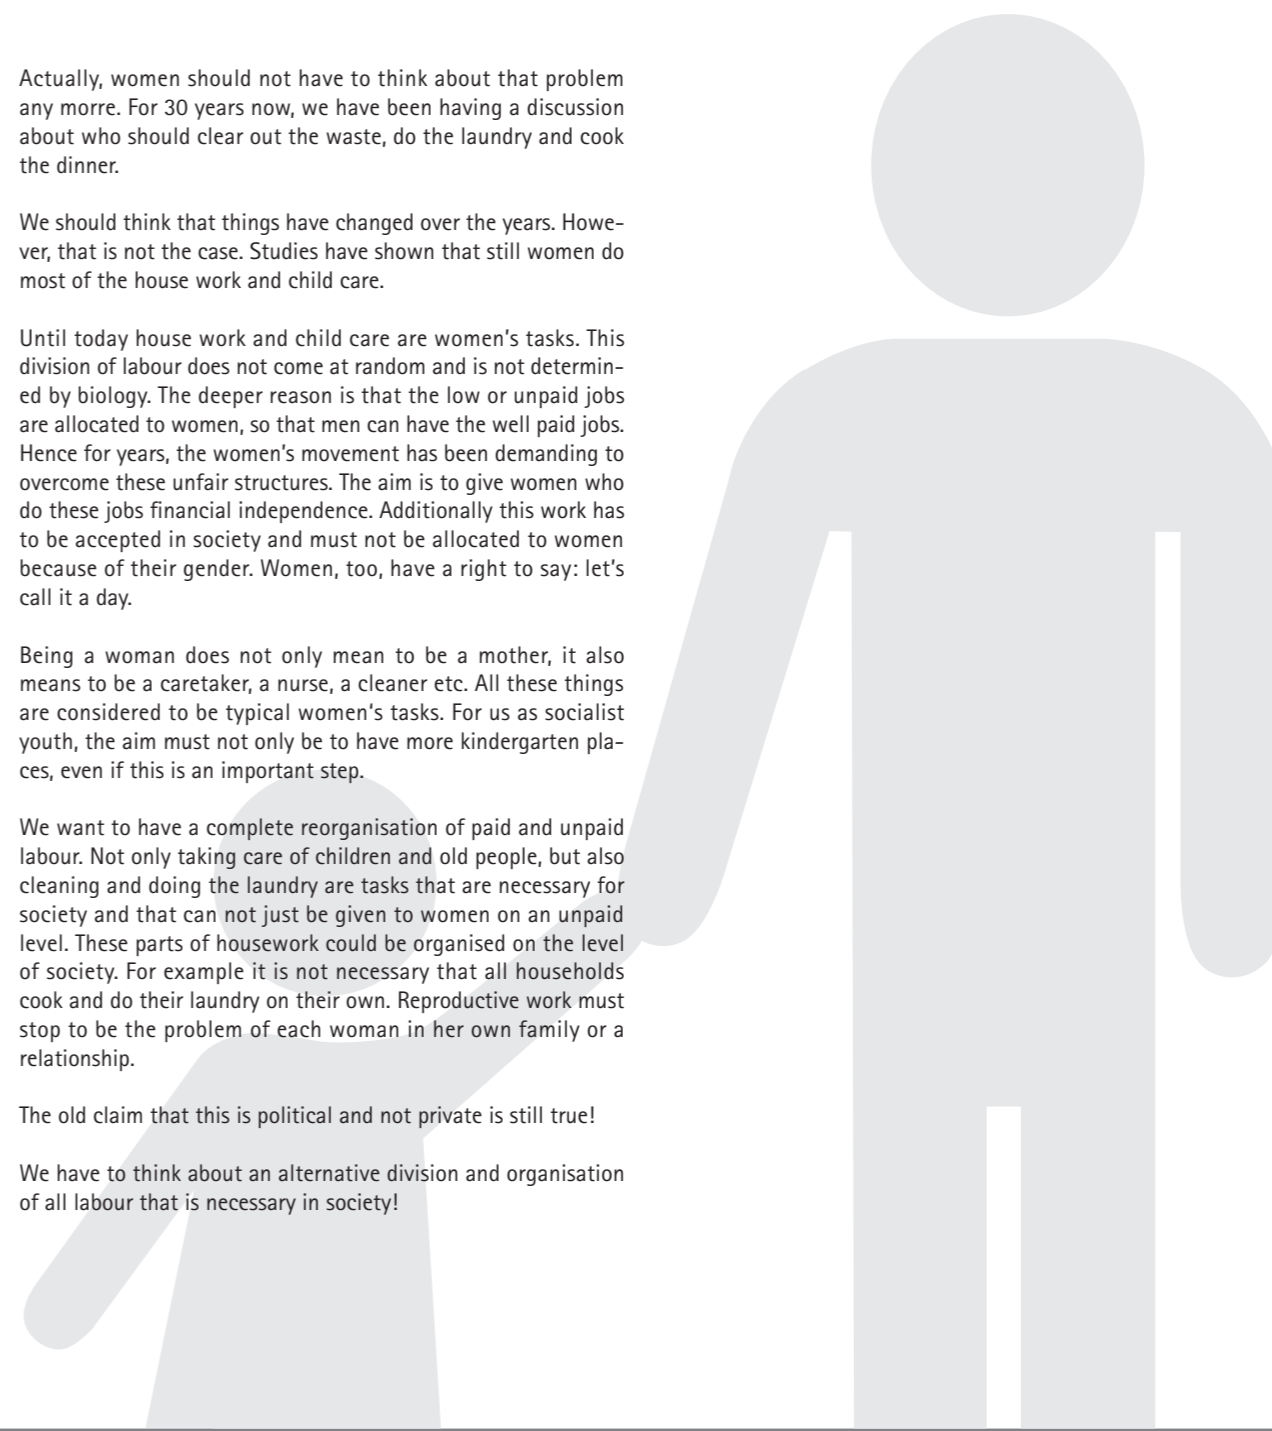 Actually, women should not have to think about that problem
any morre. For 30 years now, we have been having a discussion
about who should clear out the waste, do the laundry and cook
the dinner.
We should think that things have changed over the years. Howe-
ver, that is not the case. Studies have shown that still women do
most of the house work and child care.
Until today house work and child care are women's tasks. This
division of labour does not come at random and is not determin-
ed by biology. The deeper reason is that the low or unpaid jobs
are allocated to women, so that men can have the well paid jobs.
Hence for years, the women's movement has been demanding to
overcome these unfair structures. The aim is to give women who
do these jobs financial independence. Additionally this work has
to be accepted in society and must not be allocated to women
because of their gender. Women, too, have a right to say: let's
call it a day.
Being a woman does not only mean to be a mother, it also
means to be a caretaker, a nurse, a cleaner etc. All these things
are considered to be typical women's tasks. For us as socialist
youth, the aim must not only be to have more kindergarten pla-
ces, even if this is an important step.
We want to have a complete reorganisation of paid and unpaid
labour. Not only taking care of children and old people, but also
cleaning and doing the laundry are tasks that are necessary for
society and that can not just be given to women on an unpaid
level. These parts of housework could be organised on the level
of society. For example it is not necessary that all households
cook and do their laundry on their own. Reproductive work must
stop to be the problem of each woman in her own family or a
relationship.
The old claim that this is political and not private is still true!
We have to think about an alternative division and organisation
of all labour that is necessary in society!